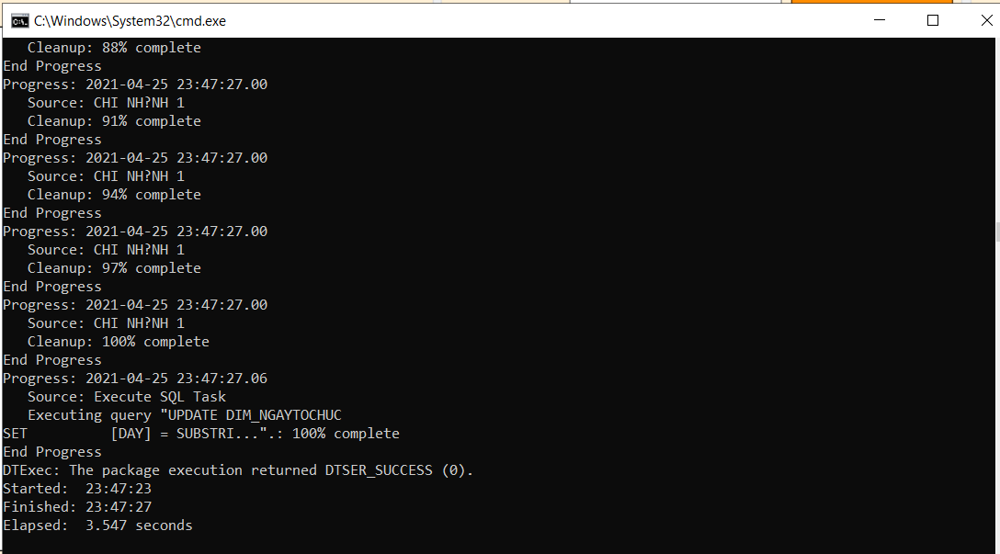 C:\Windows\System32\cmd.exe
Cleanup: 88% complete
End Progress
Progress: 2021-04-25 23:47:27.00
   Source: CHI NH?NH 1
   Cleanup: 91% complete
End Progress
Progress: 2021-04-25 23:47:27.00
   Source: CHI NH?NH 1
   Cleanup: 94% complete
End Progress
Progress: 2021-04-25 23:47:27.00
   Source: CHI NH?NH 1
   Cleanup: 97% complete
End Progress
Progress: 2021-04-25 23:47:27.00
   Source: CHI NH?NH 1
   Cleanup: 100% complete
End Progress
Progress: 2021-04-25 23:47:27.06
   Source: Execute SQL Task
   Executing query "UPDATE DIM_NGAYTOCHUC
SET          [DAY] = SUBSTRI...".: 100% complete
End Progress
DTExec: The package execution returned DTSER_SUCCESS (0).
Started:  23:47:23
Finished: 23:47:27
Elapsed:  3.547 seconds